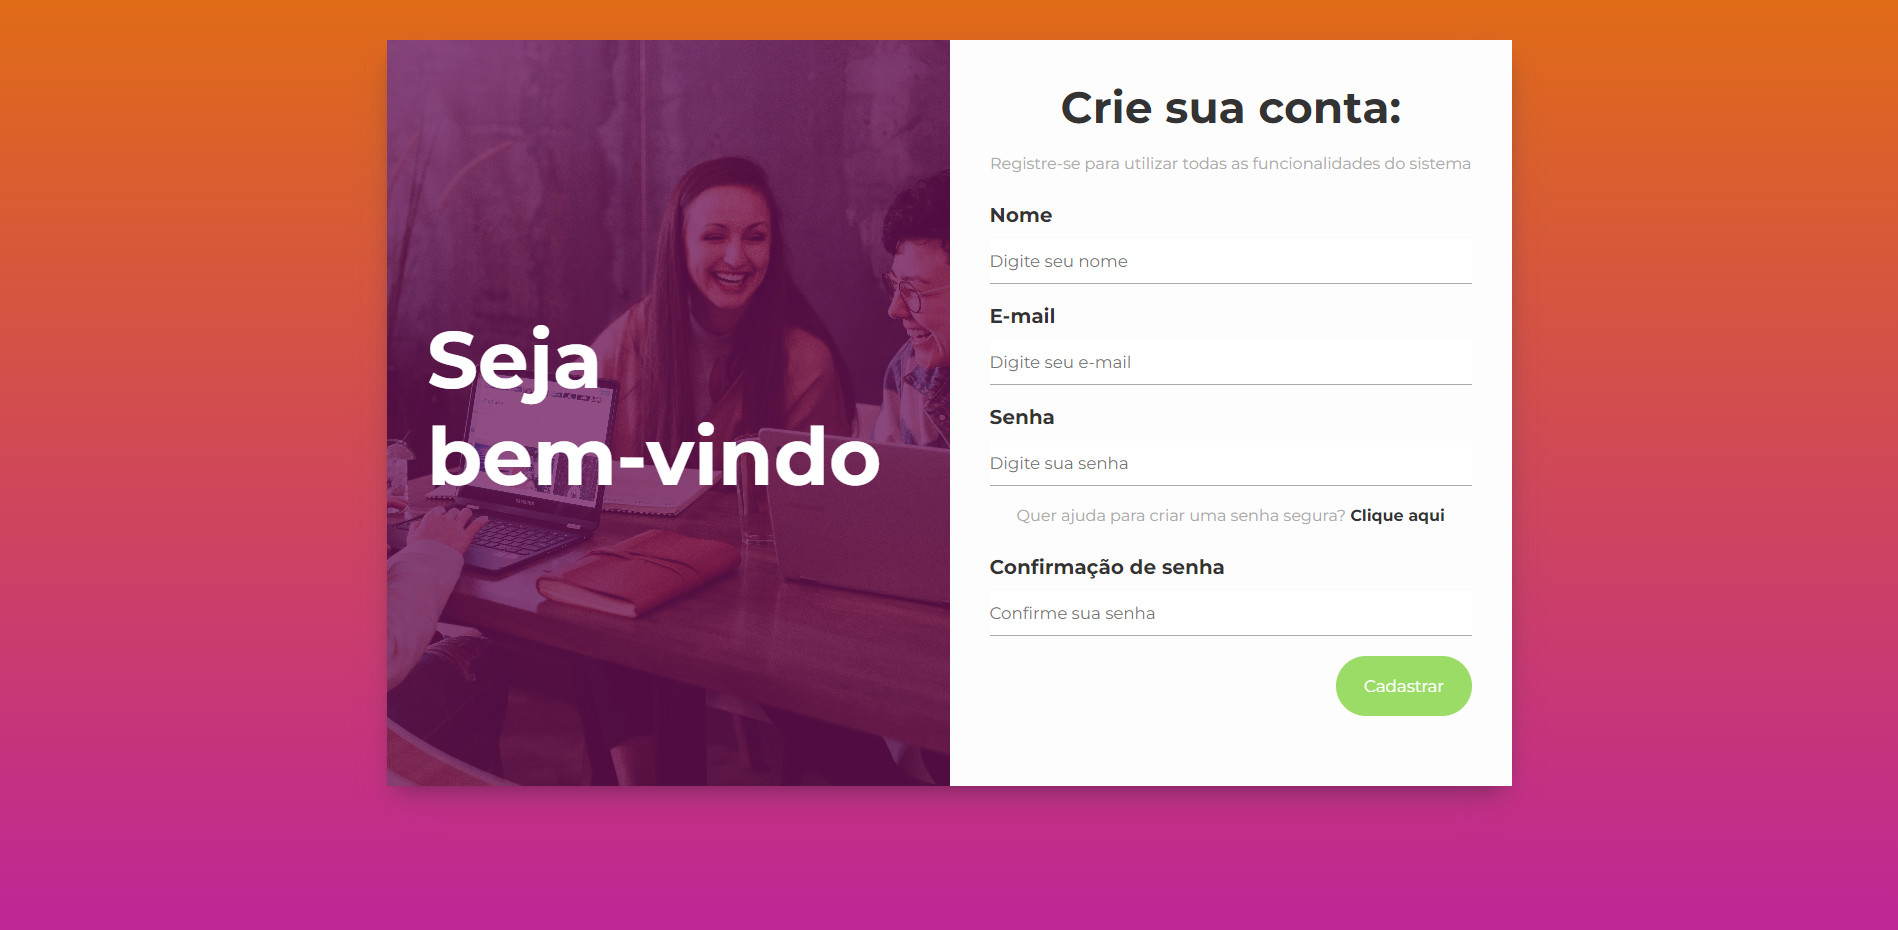 Seja
bem-vindo
Crie sua conta:
Registre-se para utilizar todas as funcionalidades do sistema
Nome
Digite seu nome
E-mail
Digite seu e-mail
Senha
Digite sua senha
Quer ajuda para criar uma senha segura? Clique aqui
Confirmação de senha
Confirme sua senha
Cadastrar